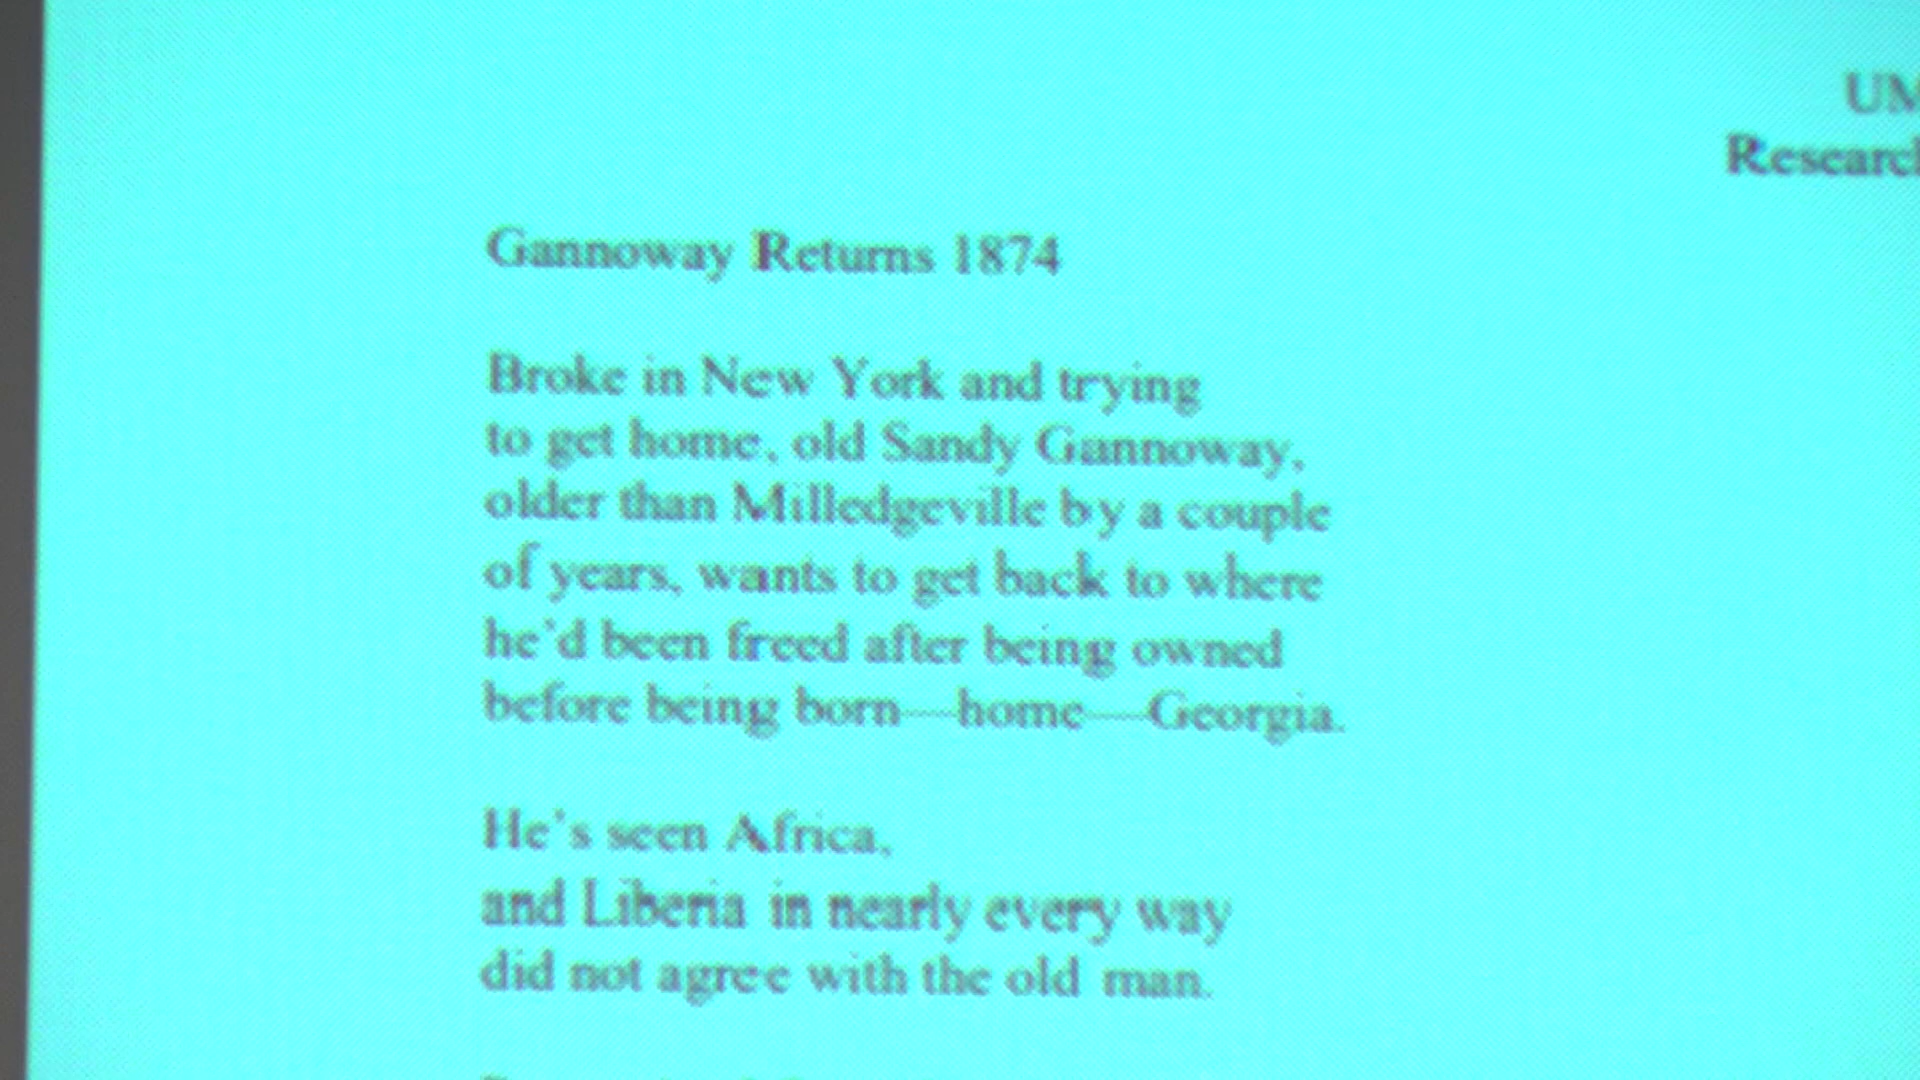 Gannoway Returns 1874
Broke in New York and trying
to get home, old Sandy Gannoway,
older than Milledgeville by a couple
of years, wants to get back to where
he'd been freed after being owned
before being born—home—Georgia.
He's seen Africa,
and Liberia in nearly every way
did not agree with the old man.